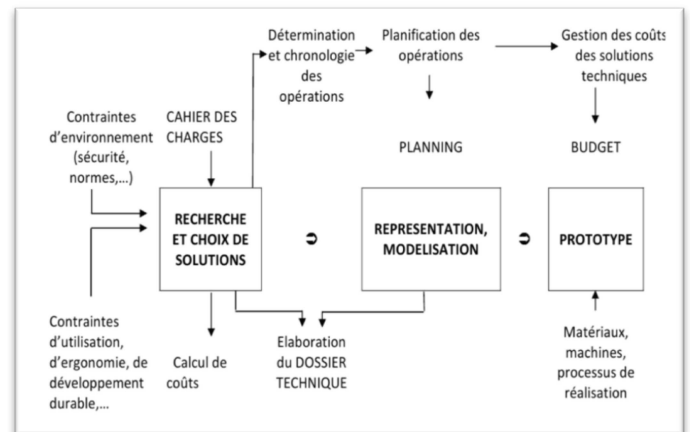 Détermination
et chronologie
des
opérations
Planification des
opérations
Gestion des coûts
des solutions
techniques
Contraintes
d'environnement
(sécurité,
normes,...)
CAHIER DES
CHARGES
PLANNING
BUDGET
RECHERCHE
ET CHOIX DE
SOLUTIONS
REPRESENTATION,
MODELISATION
PROTOTYPE
Contraintes
d'utilisation,
d'ergonomie, de
développement
durable,...
Calcul de
coûts
Elaboration
du DOSSIER
TECHNIQUE
Matériaux,
machines,
processus de
réalisation